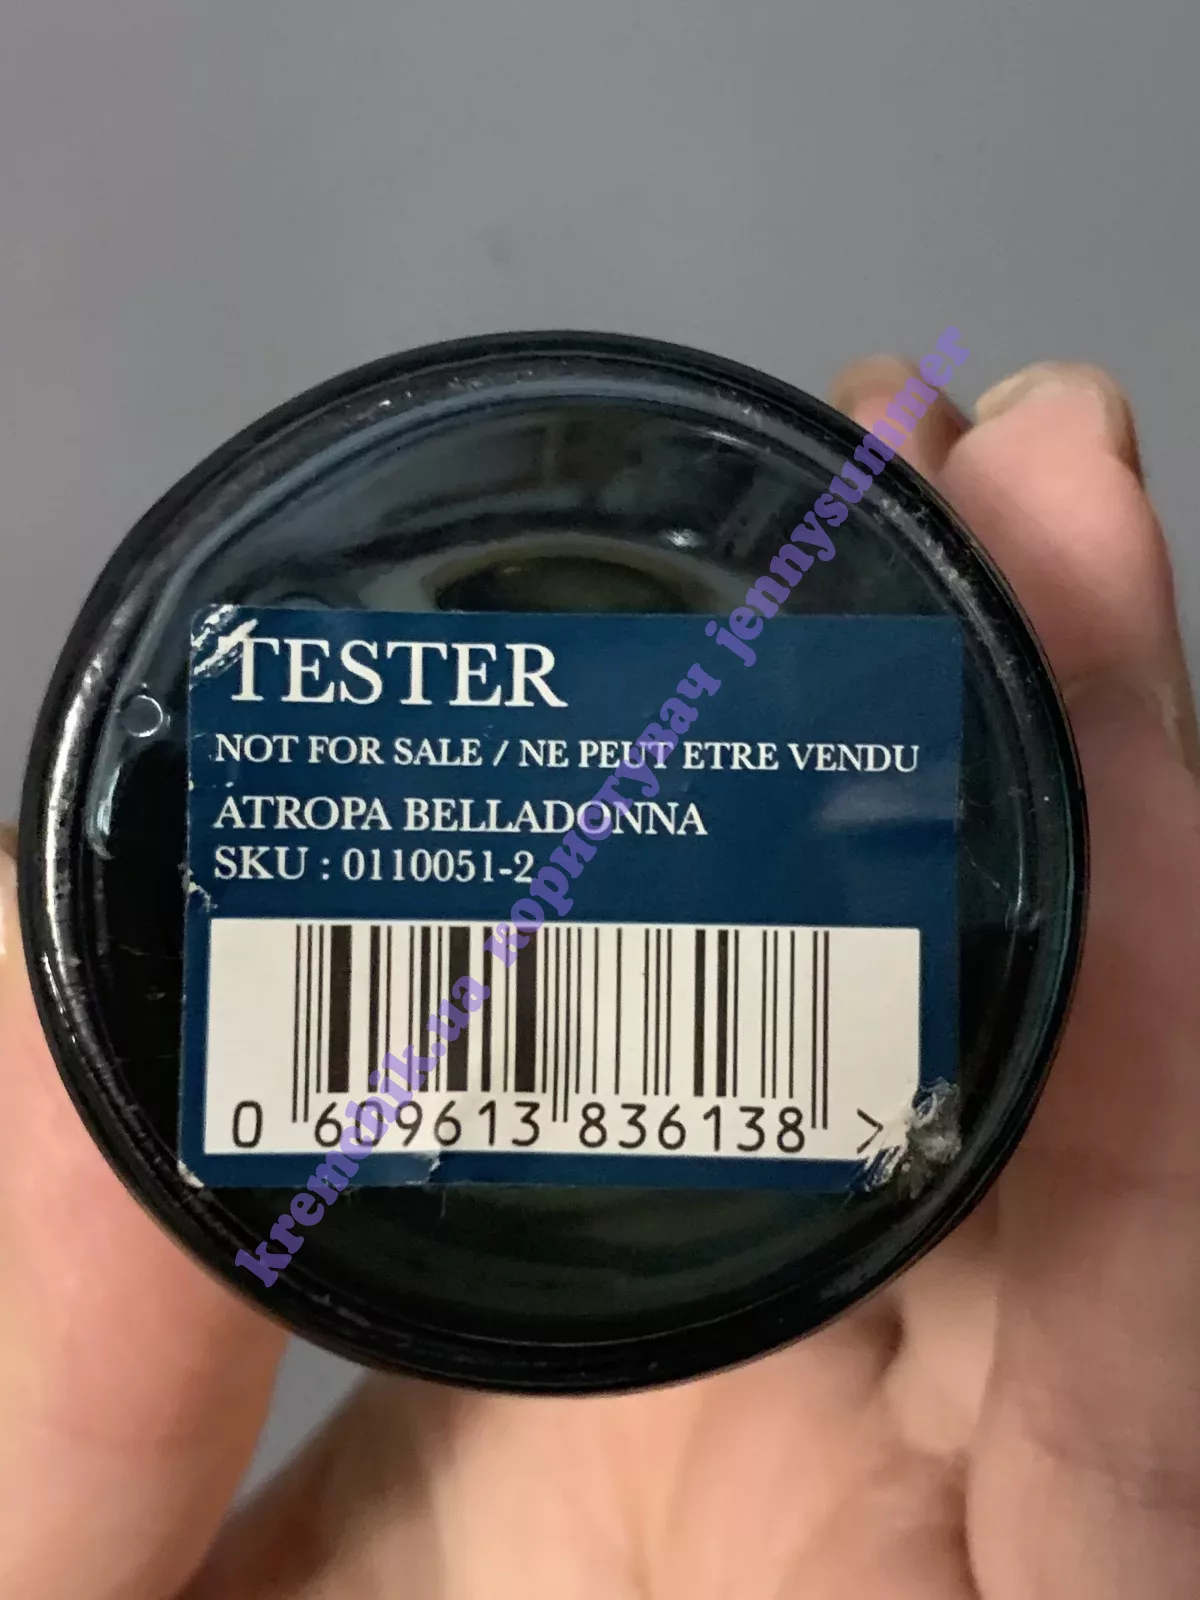 TESTER
NOT FOR SALE / NE PEUT ETRE VENDU
ATROPA BELLADONNA
SKU : 0110051-2
0 609613 836138 >
kremchik.ua користувач jennysummer